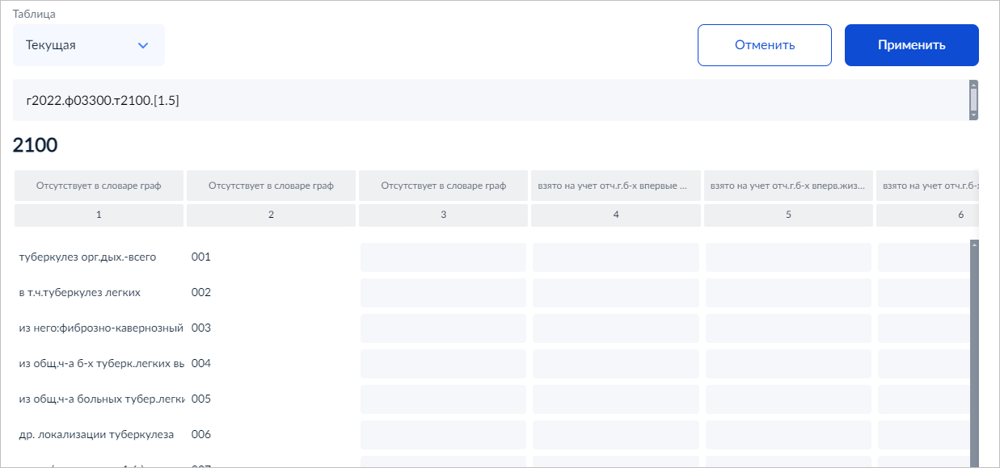 Таблица
Текущая
Отменить
Применить
г2022.ф03300.т2100.[1.5]
2100
Отсутствует в словаре граф Отсутствует в словаре граф Отсутствует в словаре граф взято на учет отч.г.б-х впервые ... взято на учет отч.г.б-х вперв.жиз... взято на учет отч.г.б-
1 2 3 4 5 6
туберкулез орг.дых.-всего 001
в т.ч.туберкулез легких 002
из него:фиброзно-кавернозный 003
из общ.ч-а б-х туберк.легких вы 004
из общ.ч-а больных тубер.легки 005
др. локализации туберкулеза 006